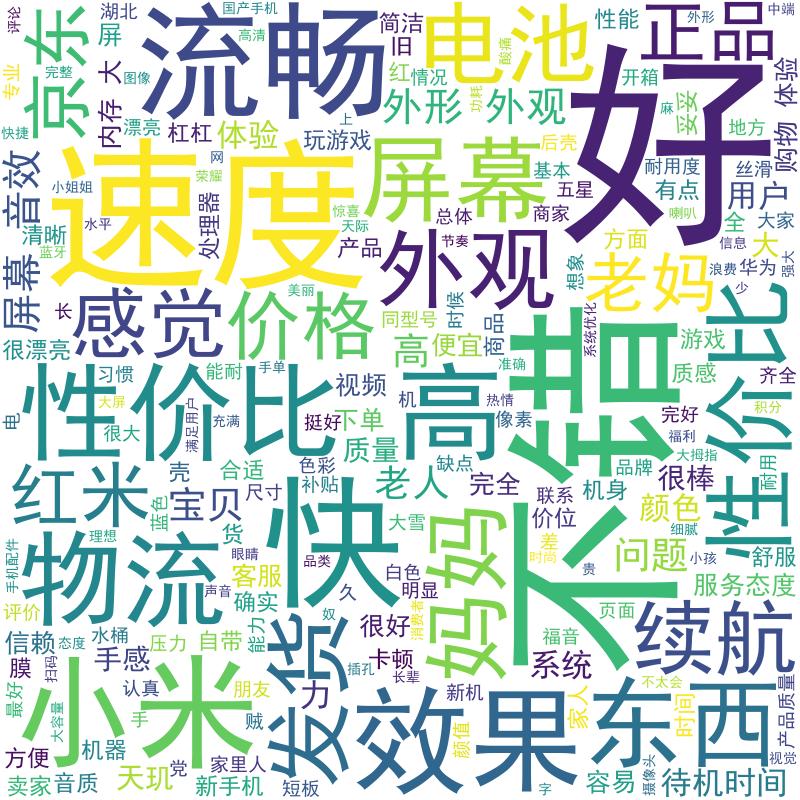 评论
湖北
国产手机
简洁
性能
外形
中端
京东
屏
高清
流畅
电池
旧
正品
酸痛
专业
完整
大
图像
红
情况
开箱
体验
内存
功耗
麻
妥妥
快捷
漂亮
杠杠
体验
玩游戏
外形
外观
后壳
好
地方
购物
屏幕
音效
小姐姐
网
荣耀
速度
屏幕
基本
耐用度
丝滑
处理器
五星
有点
用户
水平
惊喜
总体
商家
喇叭
清晰
天际
全
大家
蓝牙
产品
节奏
外观
方面
信息
大
想象
老妈
浪费
华为
强大
长
感觉
美丽
价格
同型号
时候
商品
少
很漂亮
高
便宜
系统优化
不错
游戏
性价比
习惯
能耐
手单
视频
准确
质感
齐全
性价比
高
大屏
机
热情
电
很大
满足用户
充满
挺好
下单
像素
完好
积分
福利
质量
缺点
大拇指
红米
壳
合适
色彩
老人
完全
品牌
很棒
耐用
蓝色
宝贝
尺寸
补贴
联系
机身
快
货
大雪
价位
颜色
细腻
物流
理想
眼睛
品类
妈妈
差
时尚
小孩
手机配件
客服
白色
问题
舒服
声音
久
明显
贵
服务态度
评价
确实
消费者
页面
奴
信赖
态度
水桶
压力
自带
能力
发货
很好
福音
续航
膜
手感
卡顿
系统
扫码
插孔
长辈
最好
小米
认真
朋友
力
效果
新机
家人
东西
不太会
产品质量
大容量
手
贼
颜值
时间
方便
机器
家里人
视觉
卖家
音质
天玑
党
新手机
短板
字
容易
摄像头
待机时间
上